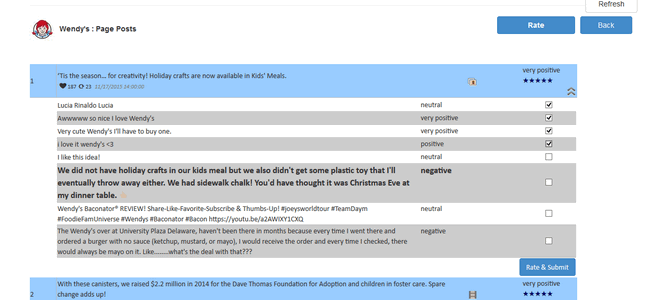 Refresh
Wendy's : Page Posts
Rate
Back
1
'Tis the season... for creativity! Holiday crafts are now available in Kids' Meals.
187 23 11/17/2015 14:00:00
very positive
Lucia Rinaldo Lucia neutral
Awwwww so nice I love Wendy's very positive
Very cute Wendy's I'll have to buy one. very positive
i love it wendy's <3 positive
I like this idea! neutral
We did not have holiday crafts in our kids meal but we also didn't get some plastic toy that I'll
eventually throw away either. We had sidewalk chalk! You'd have thought it was Christmas Eve at
my dinner table.
negative
Wendy's Baconator® REVIEW! Share-Like-Favorite-Subscribe & Thumbs-Up! #joeysworldtour #TeamDaym
#FoodieFamUniverse #Wendys #Baconator #Bacon https://youtu.be/a2AWIXY1CXQ
neutral
The Wendy's over at University Plaza Delaware, haven't been there in months because every time I went there and
ordered a burger with no sauce (ketchup, mustard, or mayo), I would receive the order and every time I checked, there
would always be mayo on it. Like........what's the deal with that???
negative
Rate & Submit
2
With these canisters, we raised $2.2 million in 2014 for the Dave Thomas Foundation for Adoption and children in foster care. Spare
change adds up!
very positive